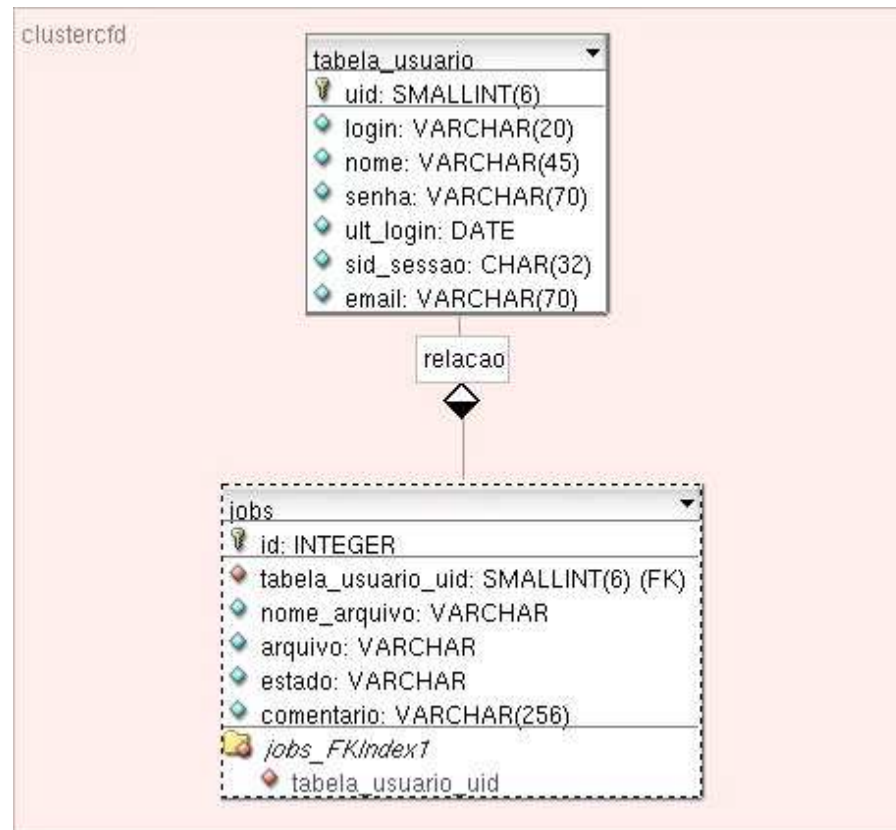 clustercfd
tabela_usuario
uid: SMALLINT(6)
login: VARCHAR(20)
nome: VARCHAR(45)
senha: VARCHAR(70)
ult_login: DATE
sid_sessao: CHAR(32)
email: VARCHAR(70)
relacao
jobs
id: INTEGER
tabela_usuario_uid: SMALLINT(6) (FK)
nome_arquivo: VARCHAR
arquivo: VARCHAR
estado: VARCHAR
comentario: VARCHAR(256)
jobs_FKIndex1
tabela_usuario_uid